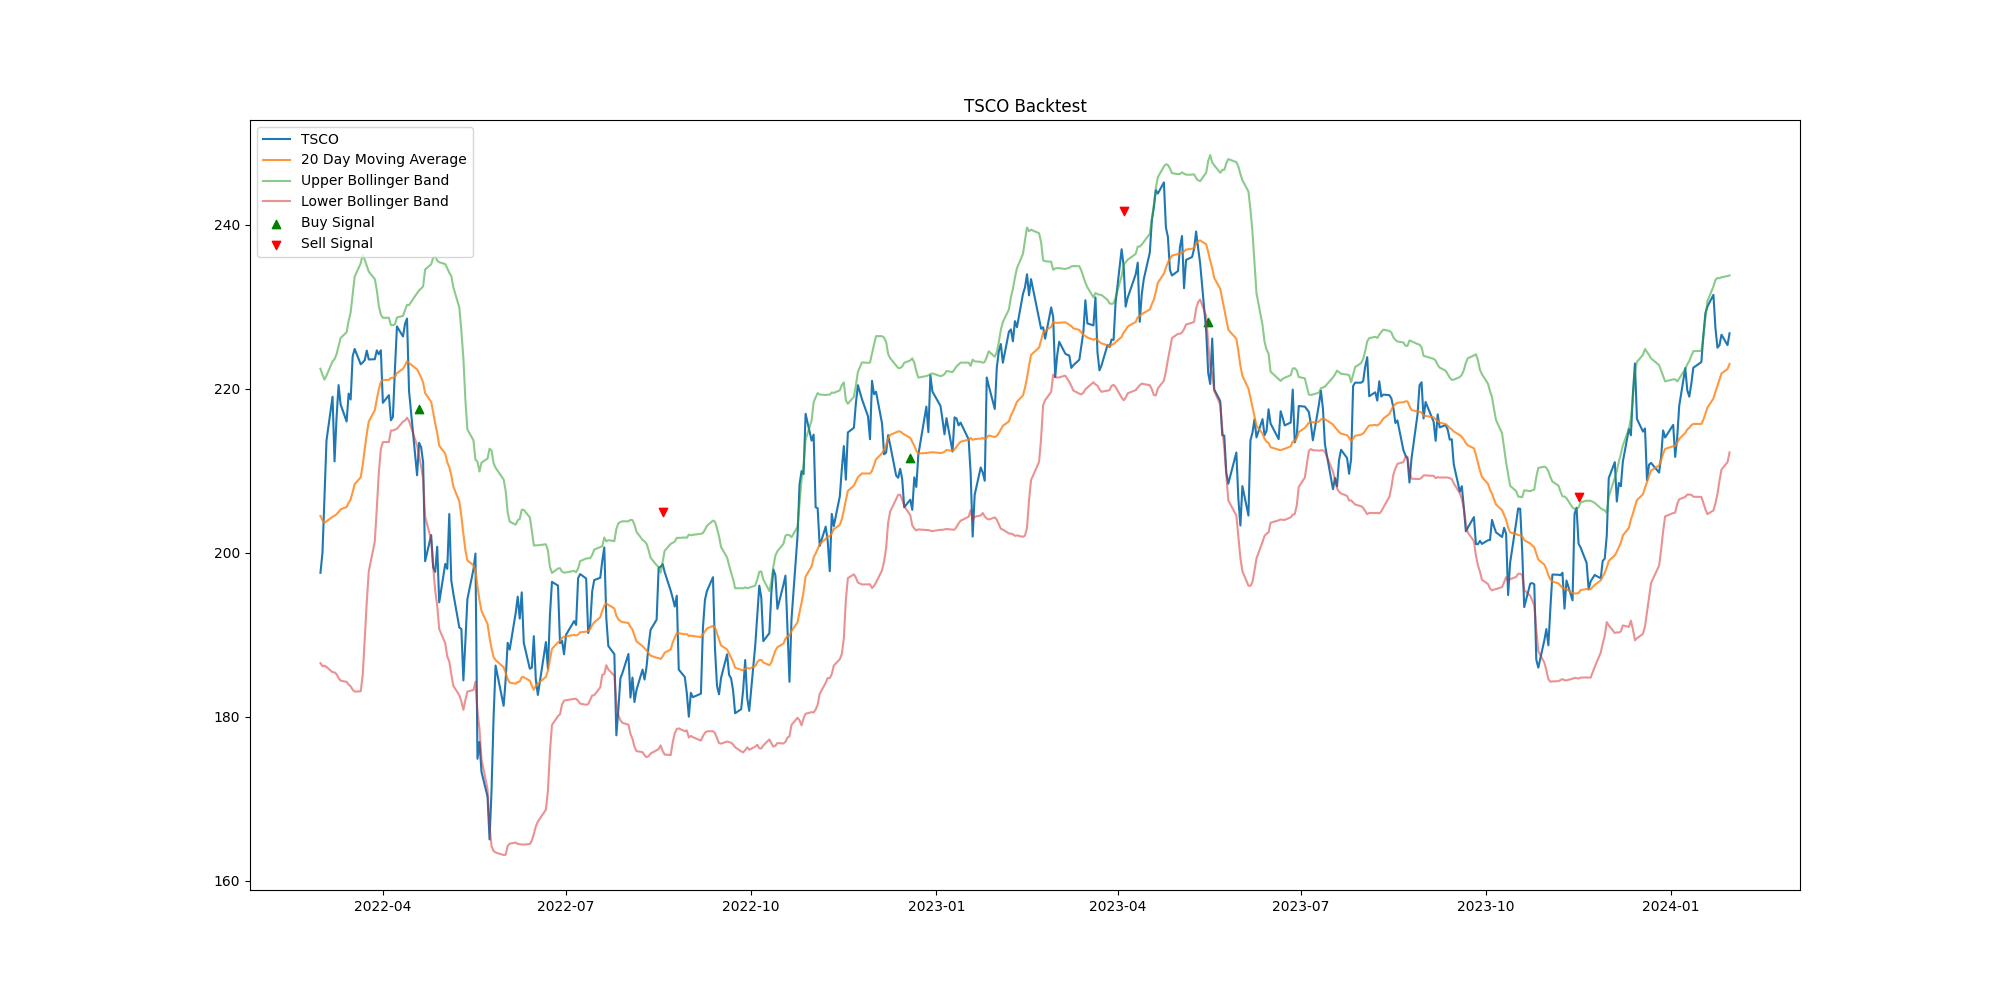 TSCO Backtest
TSCO
20 Day Moving Average
Upper Bollinger Band
Lower Bollinger Band
Buy Signal
Sell Signal
240
220
200
180
160
2022-04 2022-07 2022-10 2023-01 2023-04 2023-07 2023-10 2024-01